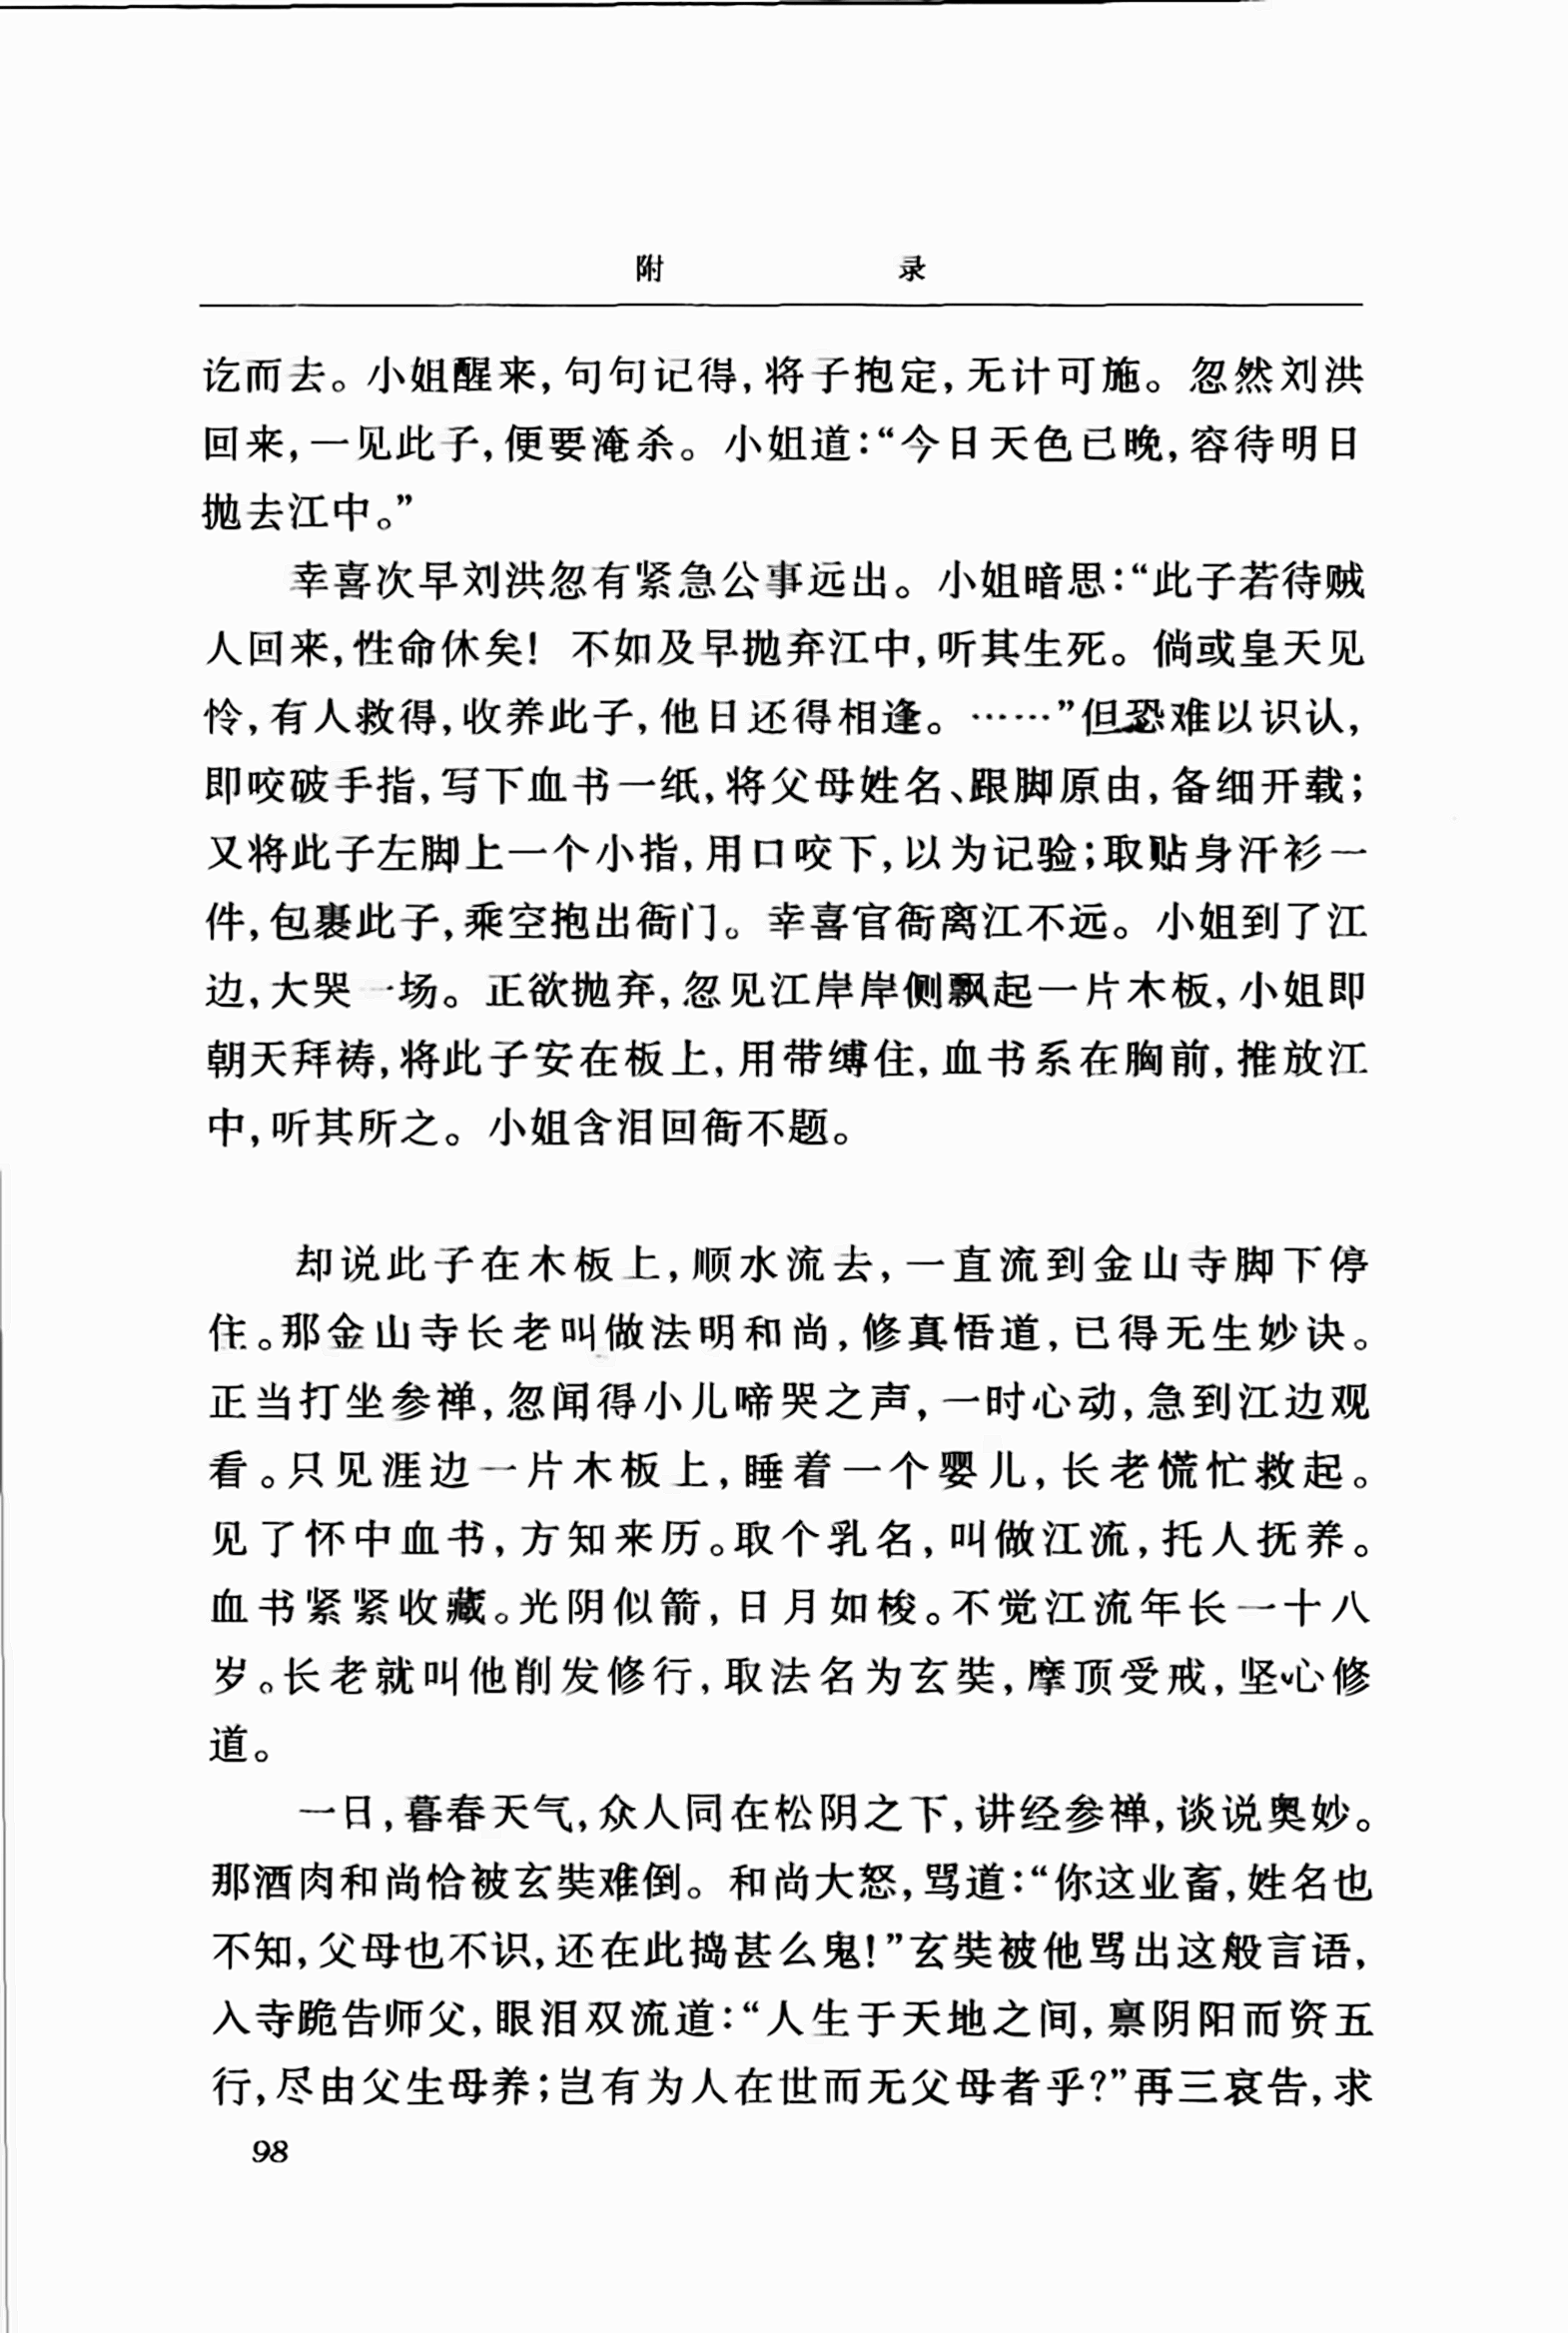 附 录
讫而去。小姐醒来,句句记得,将子抱定,无计可施。忽然刘洪
回来,一见此子,便要淹杀。小姐道:“今日天色已晚,容待明日
抛去江中。”
幸喜次早刘洪忽有紧急公事远出。小姐暗思:“此子若待贼
人回来,性命休矣! 不如及早抛弃江中,听其生死。倘或皇天见
怜,有人救得,收养此子,他日还得相逢。……”但恐难以识认,
即咬破手指,写下血书一纸,将父母姓名、跟脚原由,备细开载;
又将此子左脚上一个小指,用口咬下,以为记验;取贴身汗衫一
件,包裹此子,乘空抱出衙门。幸喜官衙离江不远。小姐到了江
边,大哭一场。正欲抛弃,忽见江岸岸侧飘起一片木板,小姐即
朝天拜祷,将此子安在板上,用带缚住,血书系在胸前,推放江
中,听其所之。小姐含泪回衙不题。
却说此子在木板上,顺水流去,一直流到金山寺脚下停
住。那金山寺长老叫做法明和尚,修真悟道,已得无生妙诀。
正当打坐参禅,忽闻得小儿啼哭之声,一时心动,急到江边观
看。只见涯边一片木板上,睡着一个婴儿,长老慌忙救起。
见了怀中血书,方知来历。取个乳名,叫做江流,托人抚养。
血书紧紧收藏。光阴似箭,日月如梭。不觉江流年长一十八
岁。长老就叫他削发修行,取法名为玄奘,摩顶受戒,坚心修
道。
一日,暮春天气,众人同在松阴之下,讲经参禅,谈说奥妙。
那酒肉和尚恰被玄奘难倒。和尚大怒,骂道:“你这业畜,姓名也
不知,父母也不识,还在此捣甚么鬼!”玄奘被他骂出这般言语,
入寺跪告师父,眼泪双流道:“人生于天地之间,禀阴阳而资五
行,尽由父生母养;岂有为人在世而无父母者乎?”再三哀告,求
98